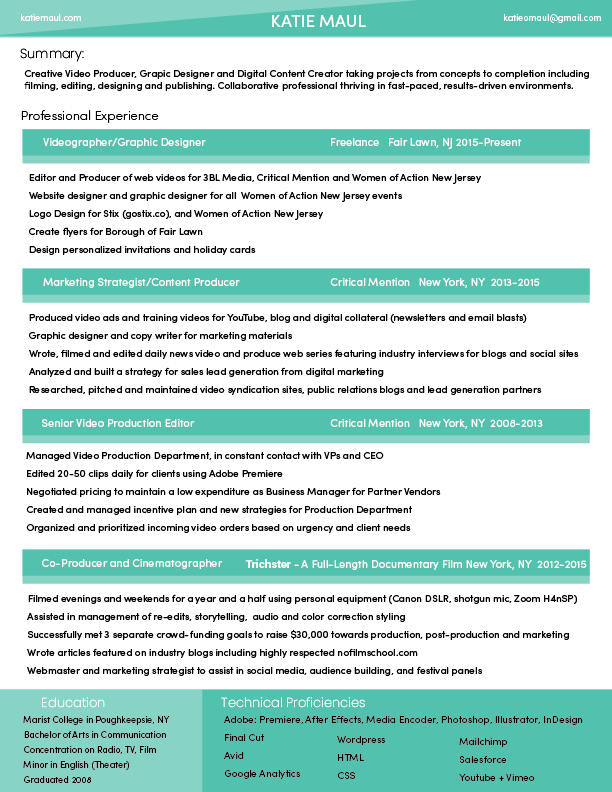 katiemaul.com
KATIE MAUL
katieomaul@gmail.com
Summary:
Creative Video Producer, Grapic Designer and Digital Content Creator taking projects from concepts to completion including
filming, editing, designing and publishing. Collaborative professional thriving in fast-paced, results-driven environments.
Professional Experience
Videographer/Graphic Designer Freelance Fair Lawn, NJ 2015-Present
Editor and Producer of web videos for 3BL Media, Critical Mention and Women of Action New Jersey
Website designer and graphic designer for all Women of Action New Jersey events
Logo Design for Stix (gostix.co), and Women of Action New Jersey
Create flyers for Borough of Fair Lawn
Design personalized invitations and holiday cards
Marketing Strategist/Content Producer Critical Mention New York, NY 2013-2015
Produced video ads and training videos for YouTube, blog and digital collateral (newsletters and email blasts)
Graphic designer and copy writer for marketing materials
Wrote, filmed and edited daily news video and produce web series featuring industry interviews for blogs and social sites
Analyzed and built a strategy for sales lead generation from digital marketing
Researched, pitched and maintained video syndication sites, public relations blogs and lead generation partners
Senior Video Production Editor Critical Mention New York, NY 2008-2013
Managed Video Production Department, in constant contact with VPs and CEO
Edited 20-50 clips daily for clients using Adobe Premiere
Negotiated pricing to maintain a low expenditure as Business Manager for Partner Vendors
Created and managed incentive plan and new strategies for Production Department
Organized and prioritized incoming video orders based on urgency and client needs
Co-Producer and Cinematographer Trichster - A Full-Length Documentary Film New York, NY 2012-2015
Filmed evenings and weekends for a year and a half using personal equipment (Canon DSLR, shotgun mic, Zoom H4nSP)
Assisted in management of re-edits, storytelling, audio and color correction styling
Successfully met 3 separate crowd-funding goals to raise $30,000 towards production, post-production and marketing
Wrote articles featured on industry blogs including highly respected nofilmschool.com
Webmaster and marketing strategist to assist in social media, audience building, and festival panels
Education
Marist College in Poughkeepsie, NY
Bachelor of Arts in Communication
Concentration on Radio, TV, Film
Minor in English (Theater)
Graduated 2008
Technical Proficiencies
Adobe: Premiere, After Effects, Media Encoder, Photoshop, Illustrator, InDesign
Final Cut
Avid
Google Analytics
Wordpress
HTML
CSS
Mailchimp
Salesforce
Youtube + Vimeo